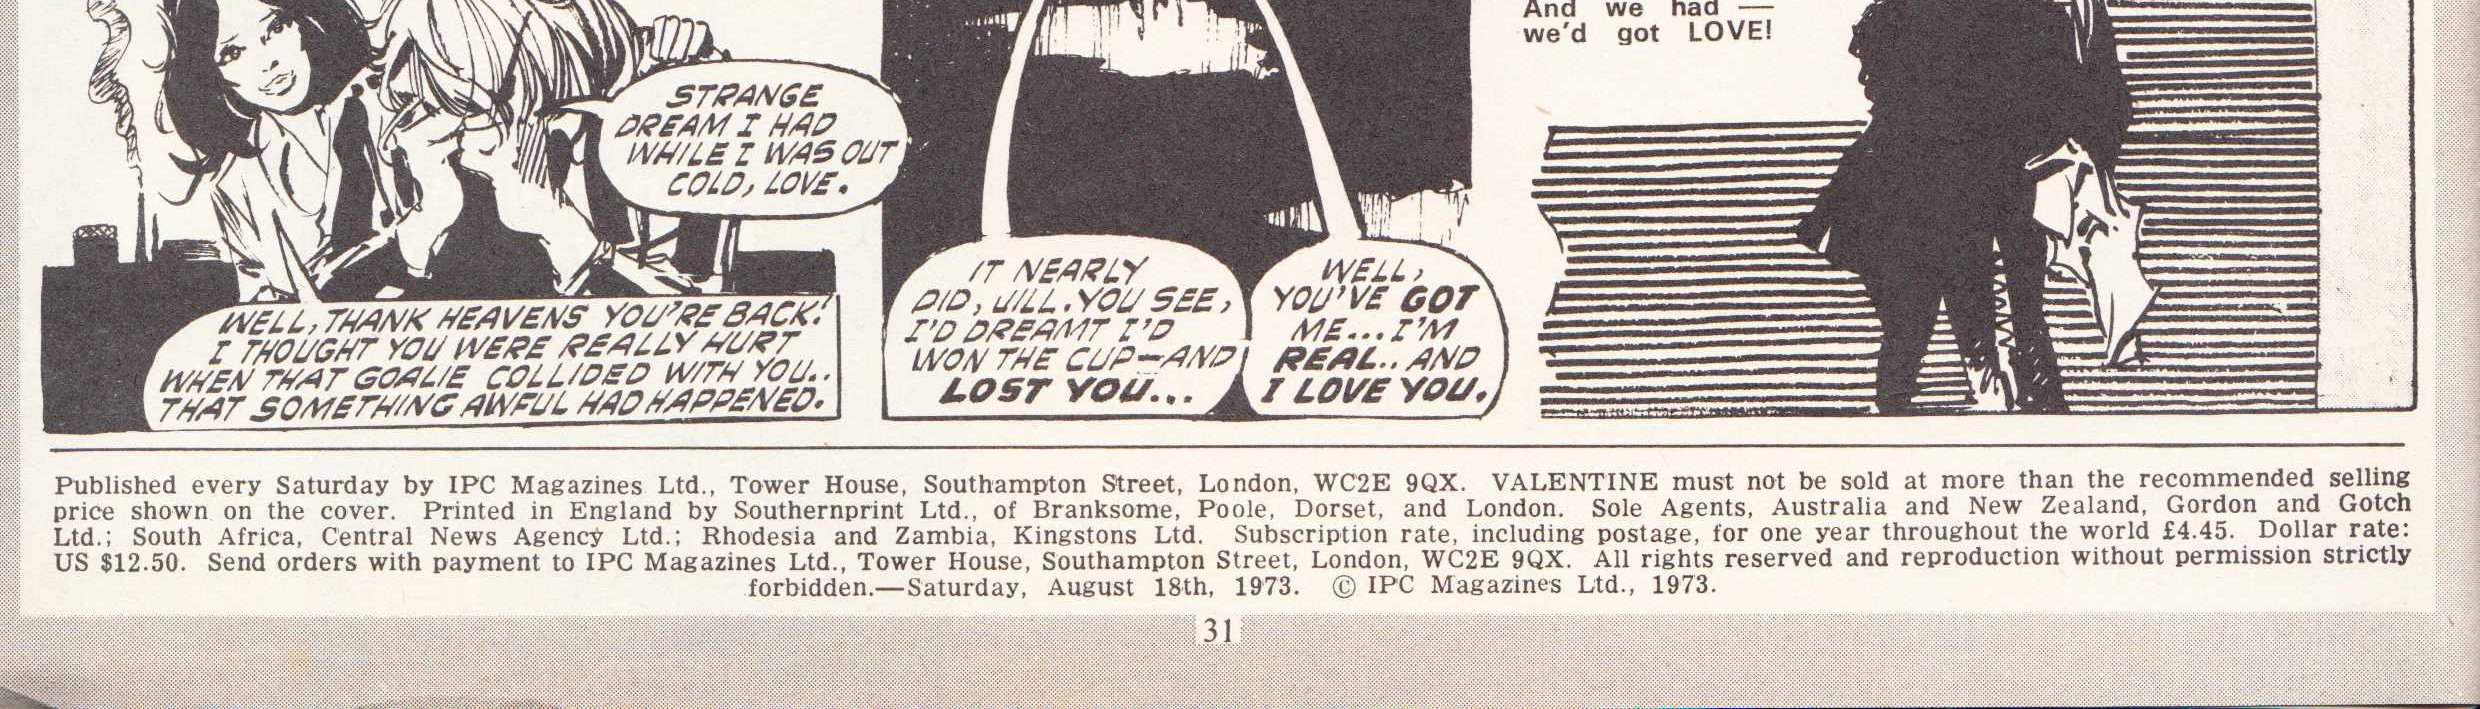 STRANGE
DREAM I HAD
WHILE I WAS OUT
COLD, LOVE.
WELL, THANK HEAVENS YOU'RE BACK!
I THOUGHT YOU WERE REALLY HURT
WHEN THAT GOALIE COLLIDED WITH YOU..
THAT SOMETHING AWFUL HAD HAPPENED.
IT NEARLY
DID, JILL. YOU SEE,
I'D DREAMT I'D
WON THE CUP—AND
LOST YOU...
WELL,
YOU'VE GOT
ME... I'M
REAL.. AND
I LOVE YOU.
And we had —
we'd got LOVE!
Published every Saturday by IPC Magazines Ltd., Tower House, Southampton Street, London, WC2E 9QX. VALENTINE must not be sold at more than the recommended selling
price shown on the cover. Printed in England by Southernprint Ltd., of Branksome, Poole, Dorset, and London. Sole Agents, Australia and New Zealand, Gordon and Gotch
Ltd.; South Africa, Central News Agency Ltd.; Rhodesia and Zambia, Kingstons Ltd. Subscription rate, including postage, for one year throughout the world £4.45. Dollar rate:
US $12.50. Send orders with payment to IPC Magazines Ltd., Tower House, Southampton Street, London, WC2E 9QX. All rights reserved and reproduction without permission strictly
forbidden.—Saturday, August 18th, 1973. © IPC Magazines Ltd., 1973.
31